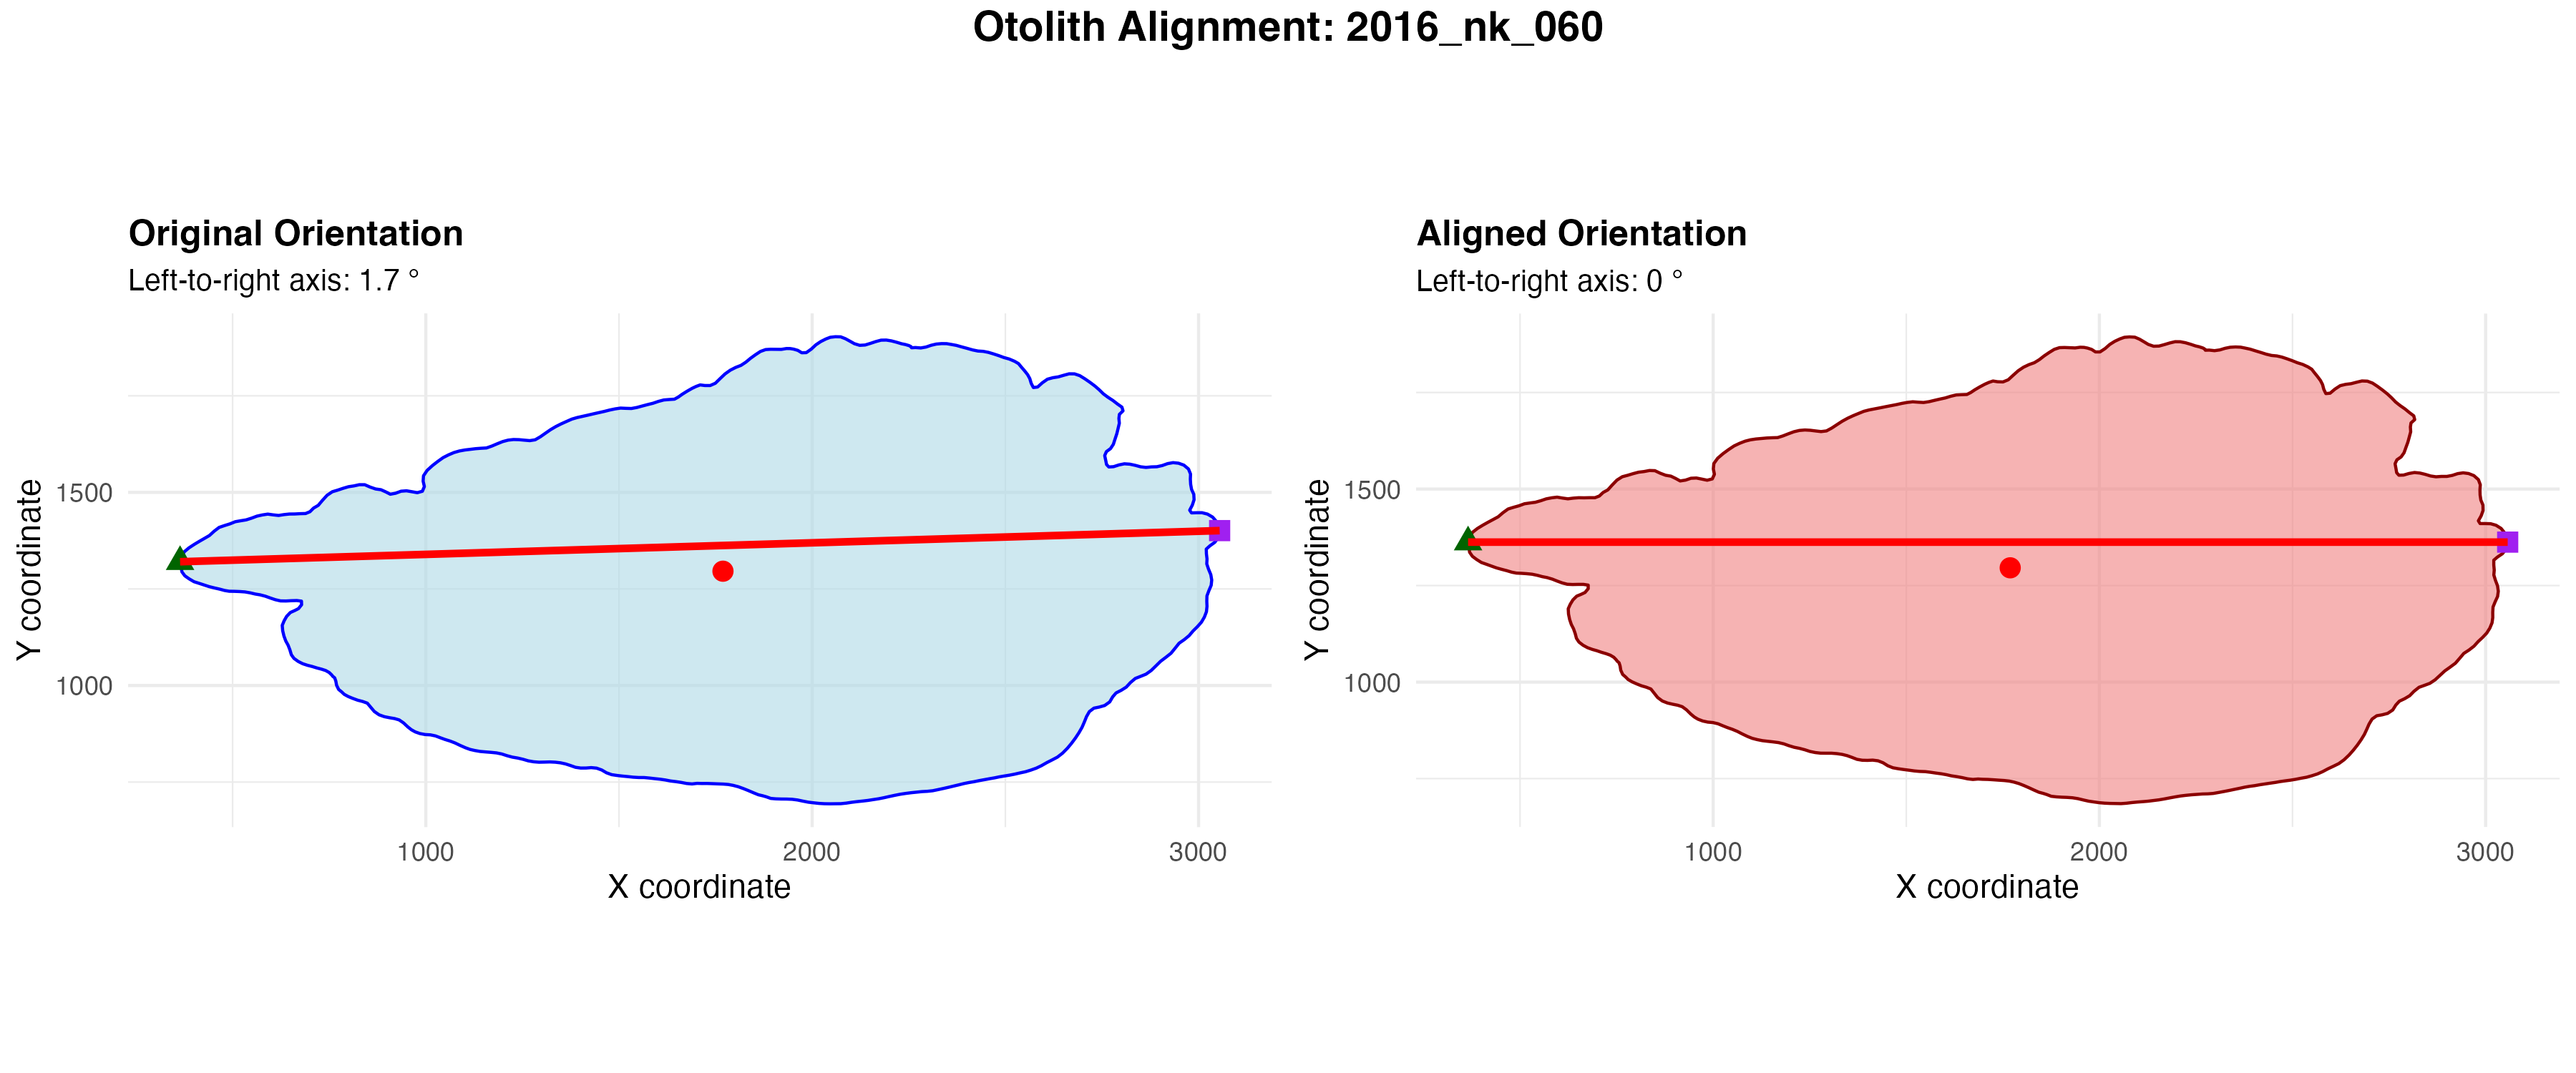 Otolith Alignment: 2016_nk_060
Original Orientation
Left-to-right axis: 1.7 °
Y coordinate
1500
1000
1000
2000
3000
X coordinate
Aligned Orientation
Left-to-right axis: 0 °
Y coordinate
1500
1000
1000
2000
3000
X coordinate